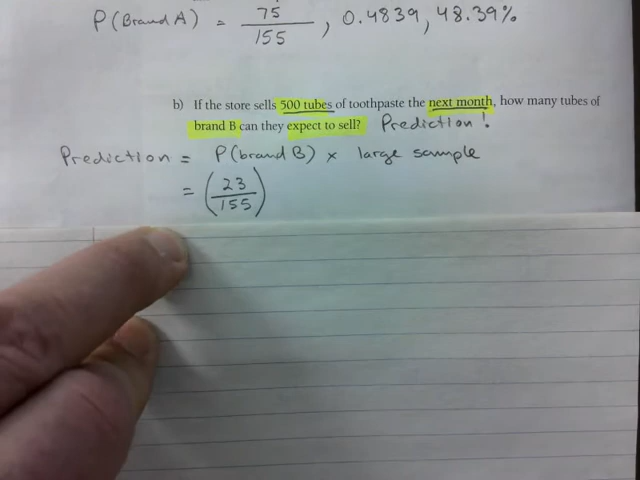 P(Brand A) = 75/155 , 0.4839, 48.39%
b) If the store sells 500 tubes of toothpaste the next month, how many tubes of
brand B can they expect to sell? Prediction!
Prediction = P(brand B) x large sample
= (23/155)